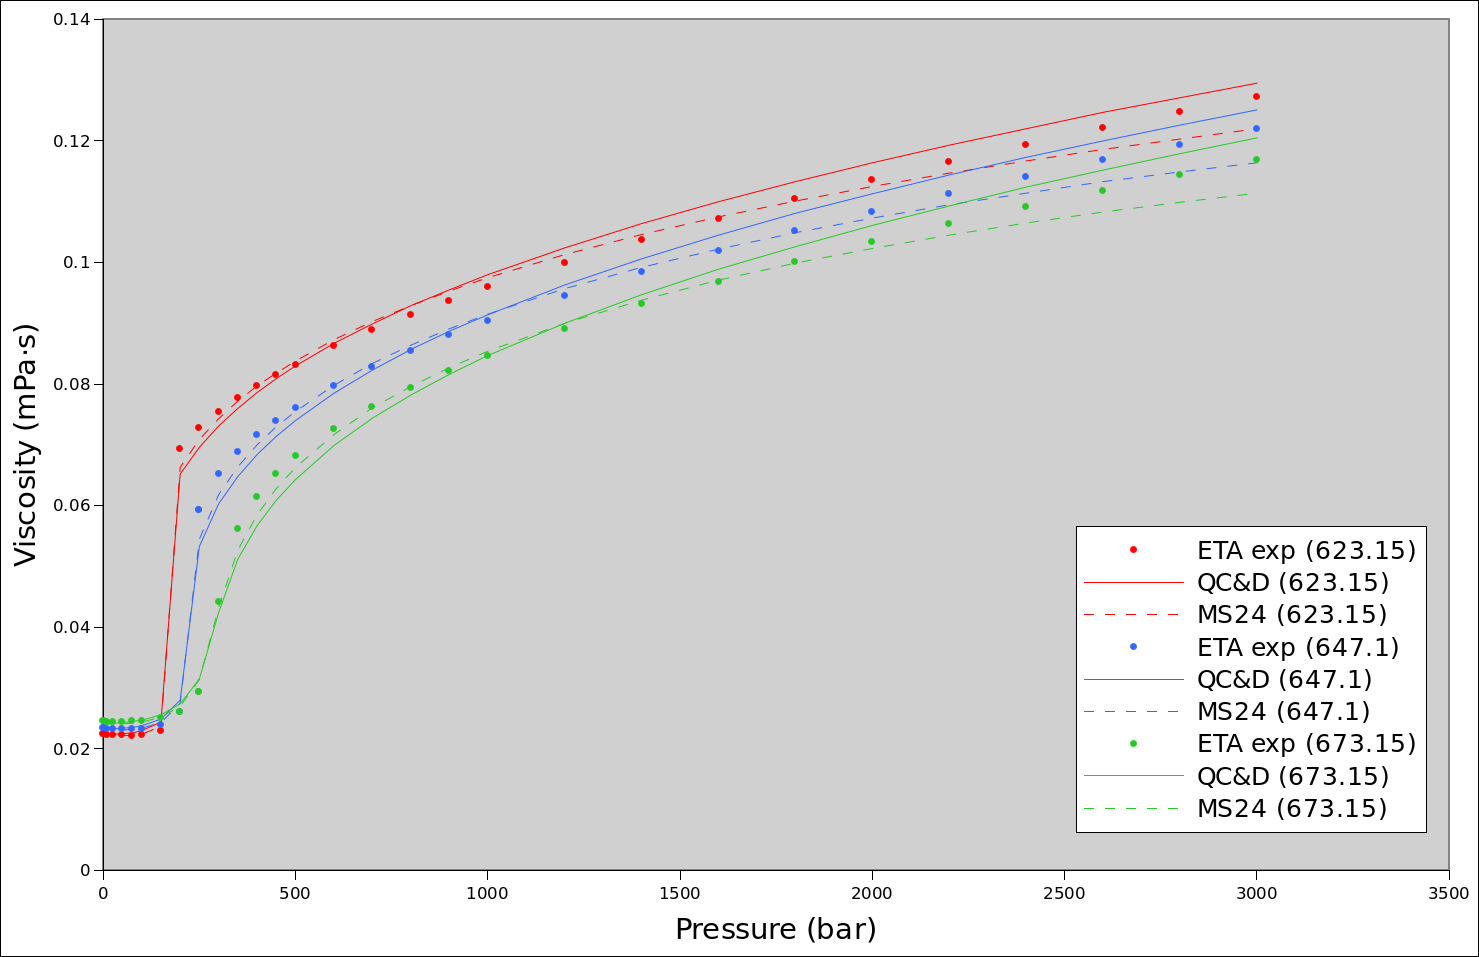 0.14
0.12
0.1
0.08
0.06
0.04
0.02
0
Viscosity (mPa·s)
0 500 1000 1500 2000 2500 3000 3500
Pressure (bar)
ETA exp (623.15)
QC&D (623.15)
MS24 (623.15)
ETA exp (647.1)
QC&D (647.1)
MS24 (647.1)
ETA exp (673.15)
QC&D (673.15)
MS24 (673.15)